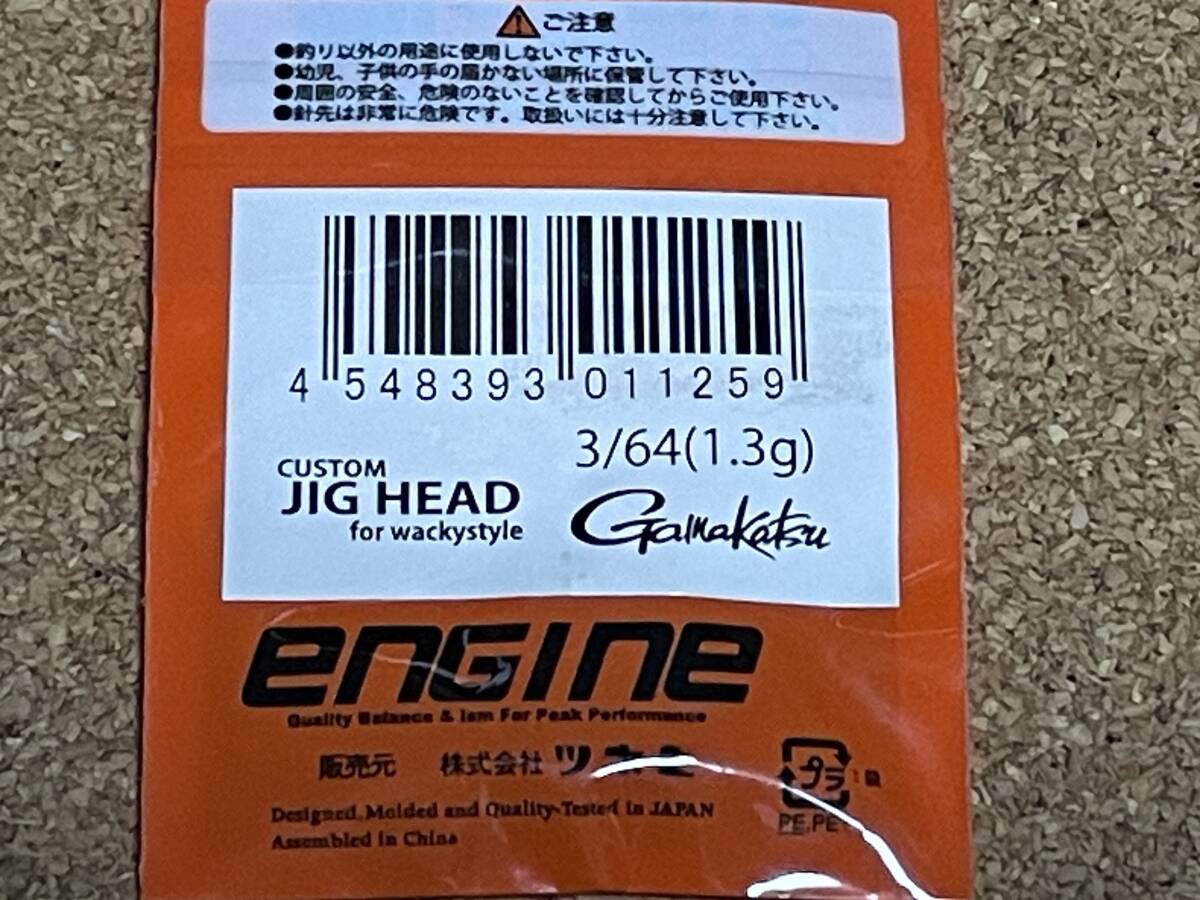 ご注意
●釣り以外の用途に使用しないで下さい。
●幼児、子供の手の届かない場所に保管して下さい。
●周囲の安全、危険のないことを確認してからご使用下さい。
●針先は非常に危険です。取扱いには十分注意して下さい。
4 548393 011259
3/64(1.3g)
CUSTOM
JIG HEAD
for wackystyle
Gamakatsu
engine
Quality Balance & Ism For Peak Performance
販売元 株式会社 ツネミ
Designed, Molded and Quality-Tested in JAPAN
Assembled in China
プラ
PE,PE